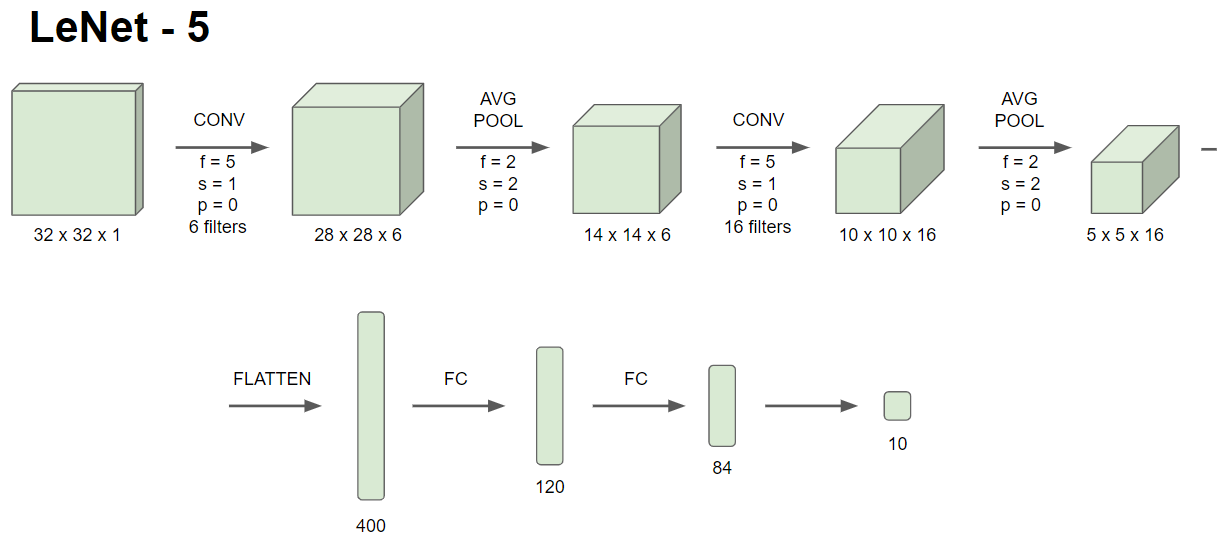 LeNet - 5
CONV
f = 5
s = 1
p = 0
6 filters
AVG
POOL
f = 2
s = 2
p = 0
CONV
f = 5
s = 1
p = 0
16 filters
AVG
POOL
f = 2
s = 2
p = 0
32 x 32 x 1
28 x 28 x 6
14 x 14 x 6
10 x 10 x 16
5 x 5 x 16
FLATTEN
FC
FC
400
120
84
10